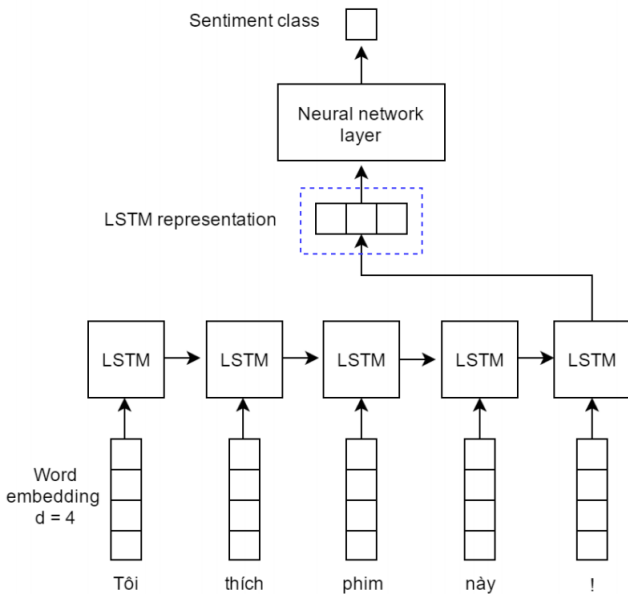 Sentiment class
Neural network
layer
LSTM representation
LSTM
LSTM
LSTM
LSTM
LSTM
Word
embedding
d = 4
Tôi
thích
phim
này
!